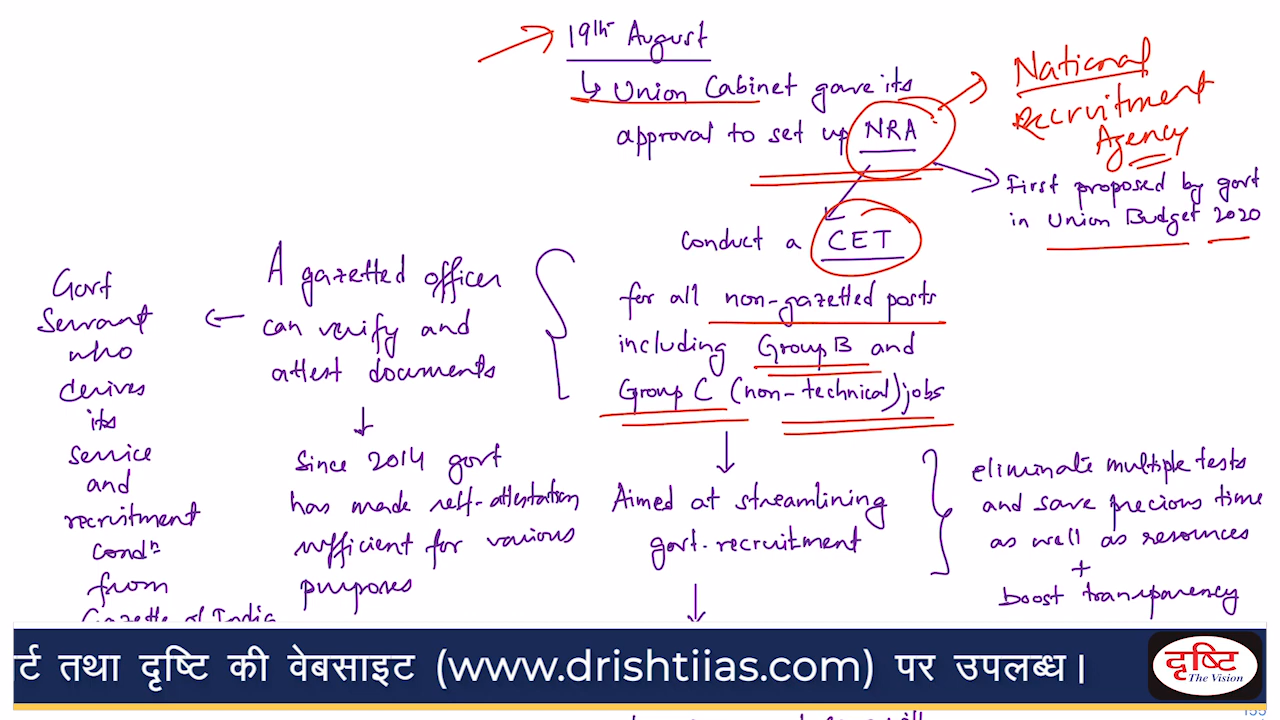 19th August
↳ Union Cabinet gave its
approval to set up NRA
National
Recruitment
Agency
First proposed by govt
in Union Budget 2020
conduct a CET
for all non-gazetted posts
including Group B and
Group C (non-technical) jobs
A gazetted officer
can verify and
attest documents
Govt
Servant
who
derives
its
service
and
recruitment
condn
from
Gazette of India
Since 2014 govt
has made self-attestation
sufficient for various
purposes
Aimed at streamlining
govt. recruitment
eliminate multiple tests
and save precious time
as well as resources
+
boost transparency
र्ट तथा दृष्टि की वेबसाइट (www.drishtiias.com) पर उपलब्ध।
दृष्टि
The Vision